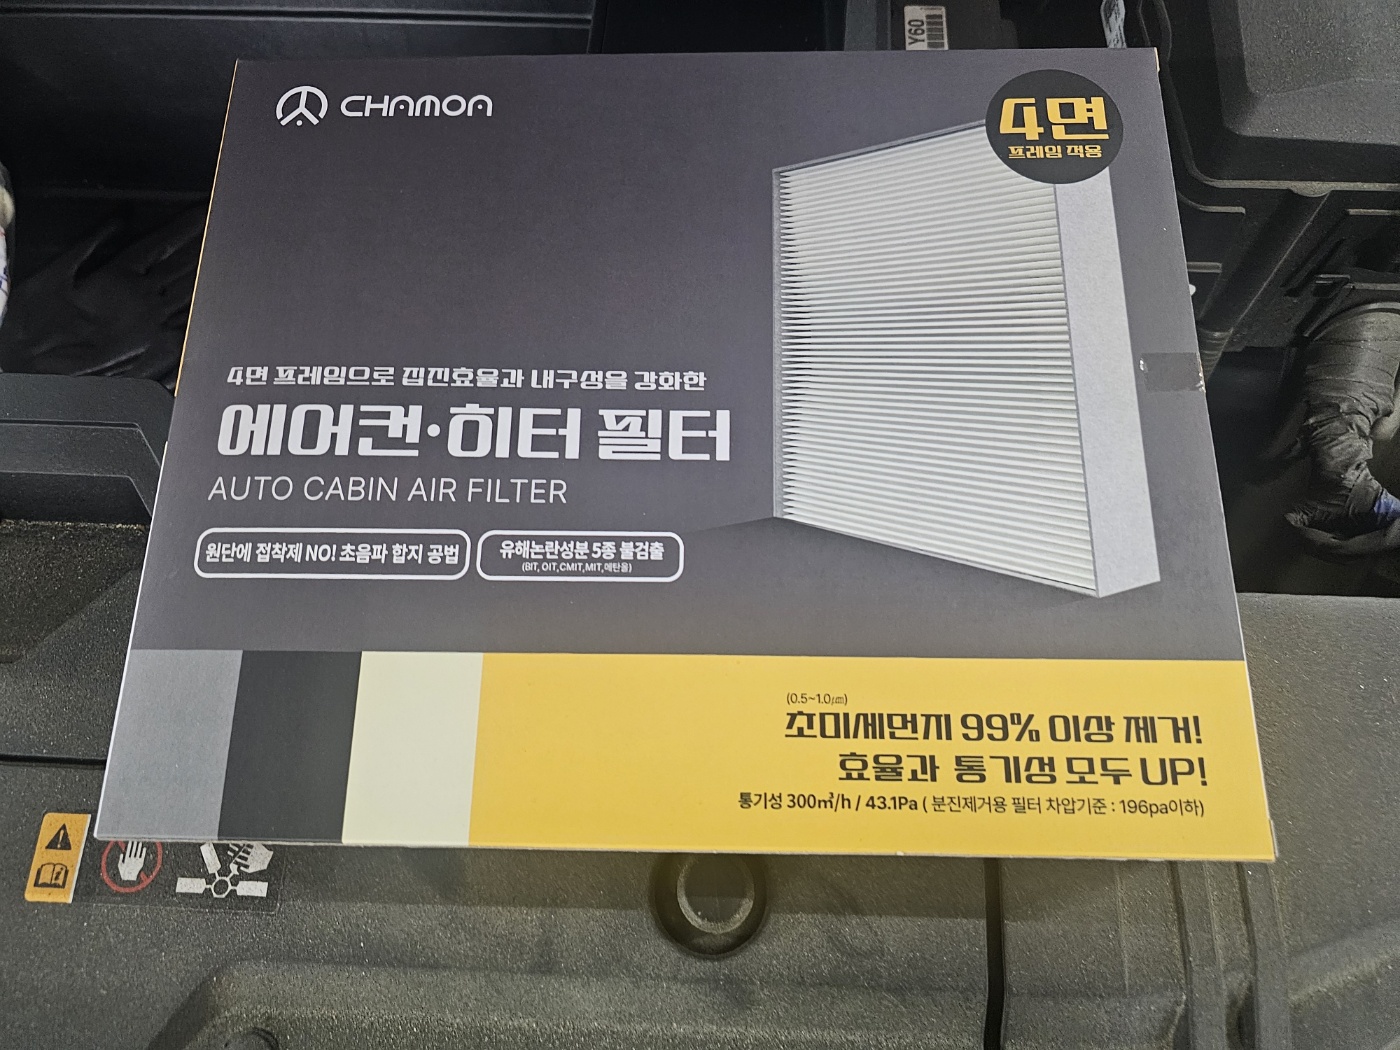 Y60
CHAMOA
4면
프레임 적용
4면 프레임으로 집진효율과 내구성을 강화한
에어컨·히터 필터
AUTO CABIN AIR FILTER
원단에 접착제 NO! 초음파 합지 공법
유해논란성분 5종 불검출
(BIT, OIT,CMIT,MIT,메탄올)
(0.5~1.0㎛)
초미세먼지 99% 이상 제거!
효율과 통기성 모두 UP!
통기성 300㎥/h / 43.1Pa ( 분진제거용 필터 차압기준 : 196pa이하)